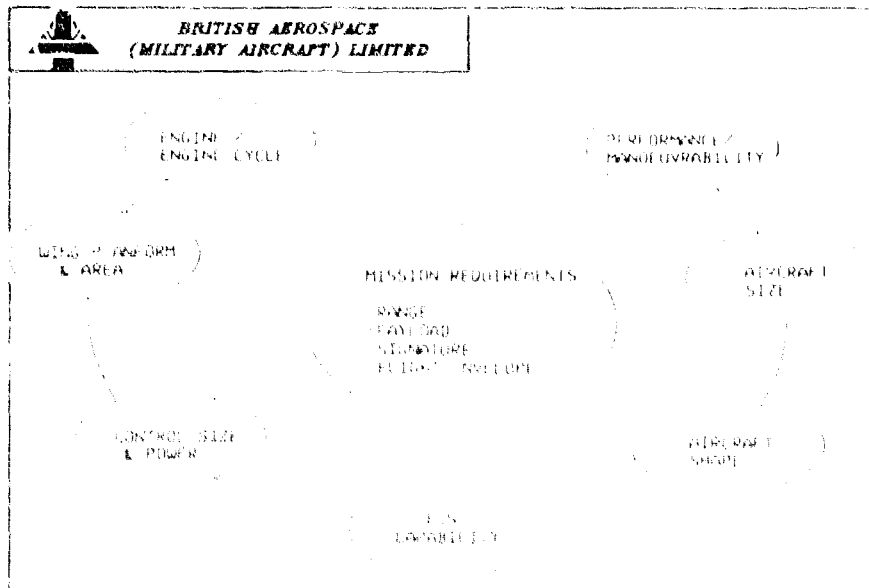 BRITISH AEROSPACE
(MILITARY AIRCRAFT) LIMITED
ENGINE /
ENGINE CYCLE
PERFORMANCE/
MANOEUVRABILITY
WING PLANFORM
& AREA
MISSION REQUIREMENTS
RANGE
PAYLOAD
SIGNATURE
FLIGHT ENVELOPE
AIRCRAFT
SIZE
CONTROL SIZE
& POWER
AIRCRAFT
SHAPE
CAPABILITY